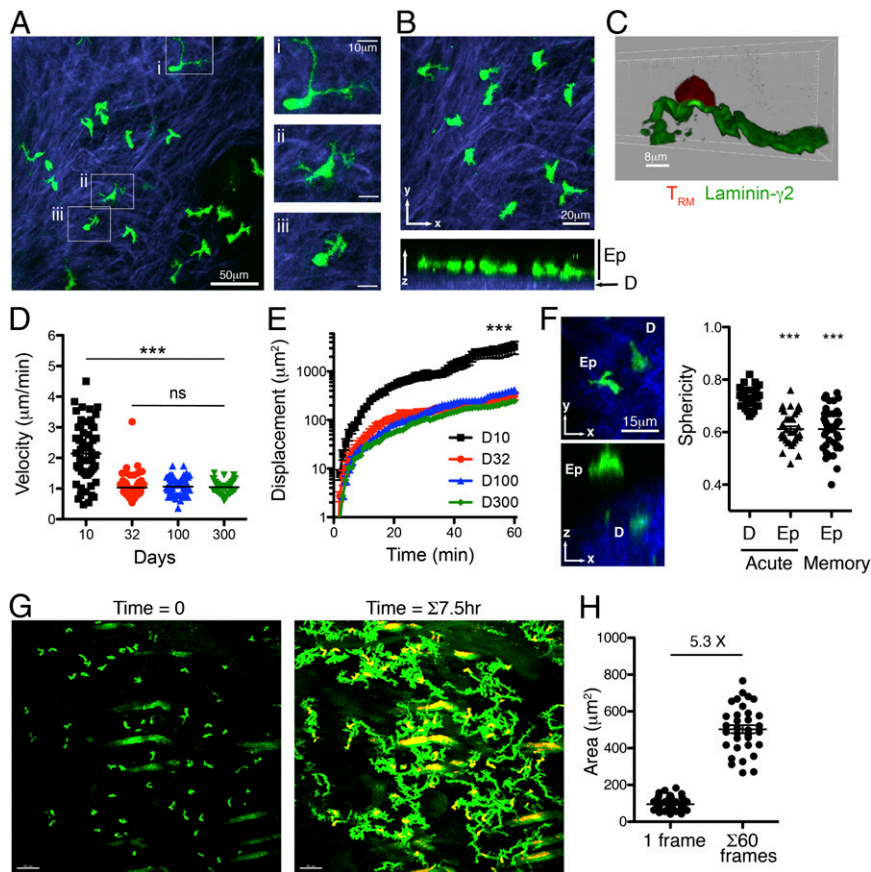 A
i
ii
iii
50μm
i
10μm
ii
iii
B
y
x
20μm
z
Ep
D
C
8μm
TRM Laminin-γ2
D
Velocity (μm/min)
6
5
4
3
2
1
0
***
ns
10 32 100 300
Days
E
Displacement (μm²)
1000
100
10
1
***
D10
D32
D100
D300
0 20 40 60
Time (min)
F
D
Ep
y
x
15μm
Ep
D
z
x
Sphericity
1.0
0.8
0.6
0.4
*** ***
D Ep Ep
Acute Memory
G
Time = 0
Time = Σ7.5hr
H
Area (μm²)
1000
800
600
400
200
0
5.3 X
1 frame Σ60
frames